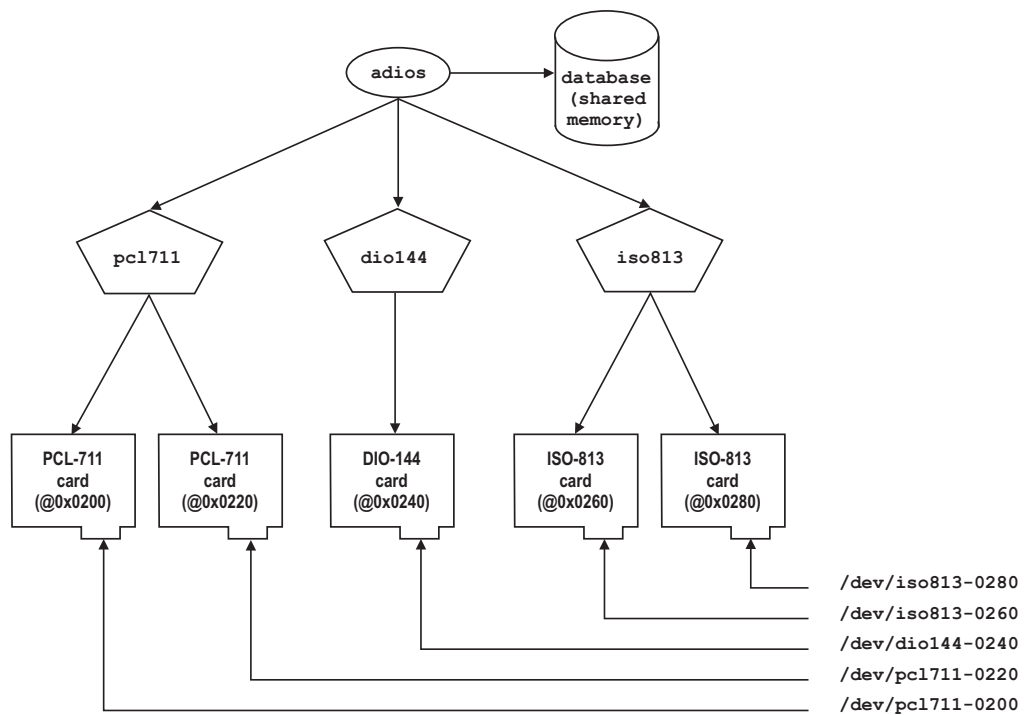 adios
database
(shared
memory)
pcl711
dio144
iso813
PCL-711
card
(@0x0200)
PCL-711
card
(@0x0220)
DIO-144
card
(@0x0240)
ISO-813
card
(@0x0260)
ISO-813
card
(@0x0280)
/dev/iso813-0280
/dev/iso813-0260
/dev/dio144-0240
/dev/pcl711-0220
/dev/pcl711-0200